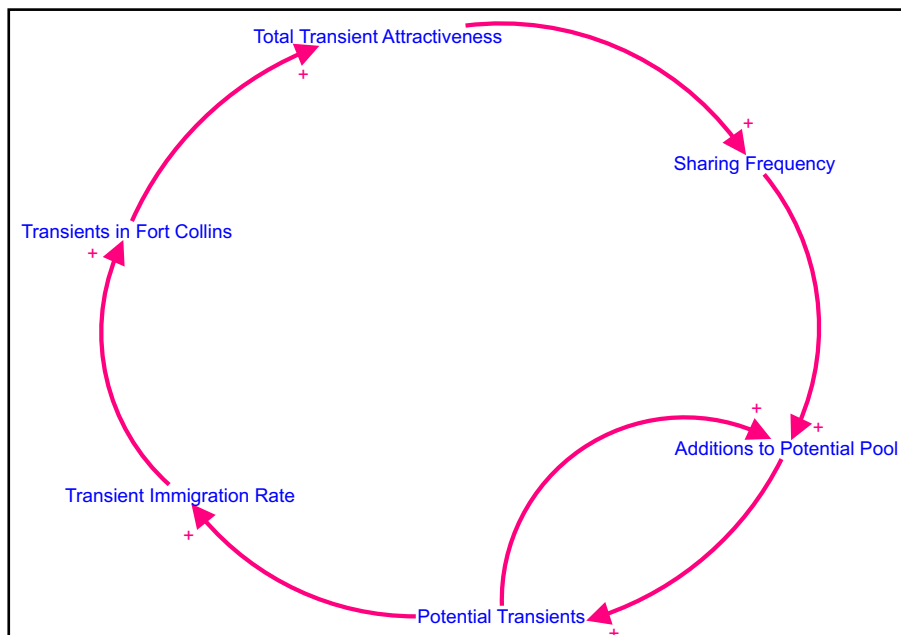 Total Transient Attractiveness
+
+
Sharing Frequency
Transients in Fort Collins
+
+
+
Additions to Potential Pool
Transient Immigration Rate
+
Potential Transients
+